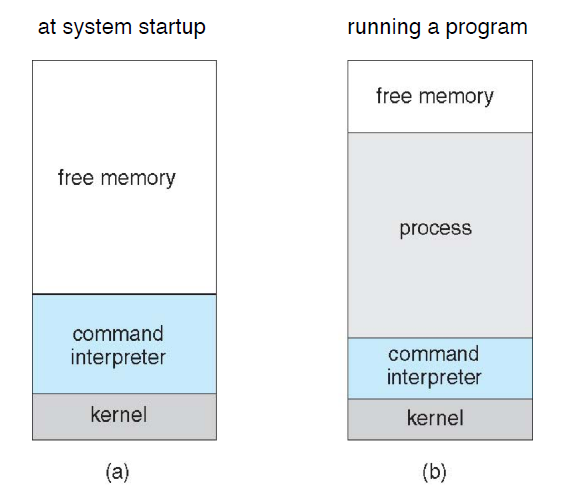 at system startup
free memory
command
interpreter
kernel
(a)
running a program
free memory
process
command
interpreter
kernel
(b)